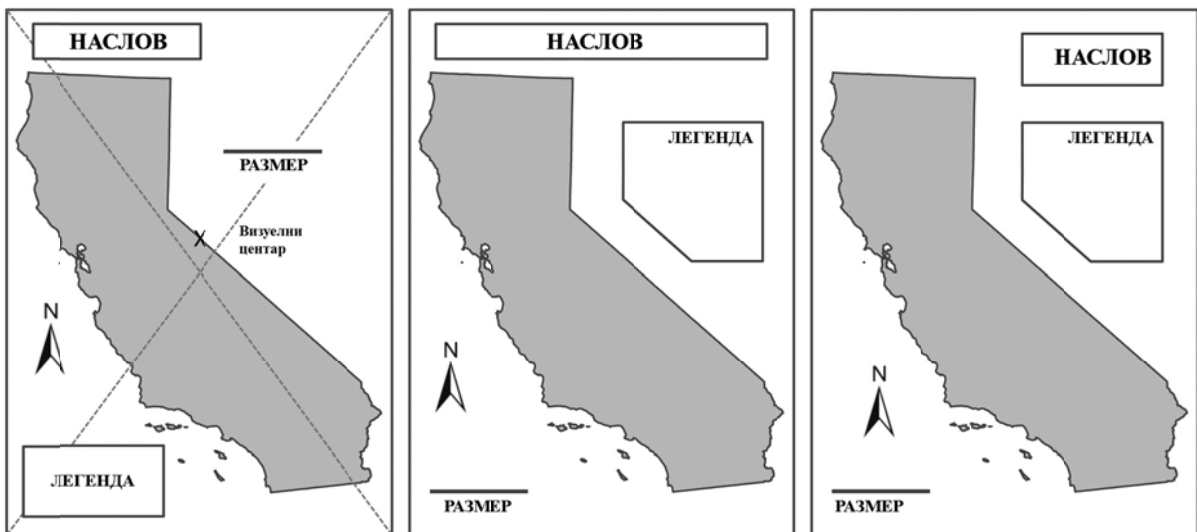 НАСЛОВ
РАЗМЕР
X
Визуелни
центар
N
ЛЕГЕНДА
НАСЛОВ
ЛЕГЕНДА
N
РАЗМЕР
НАСЛОВ
ЛЕГЕНДА
N
РАЗМЕР